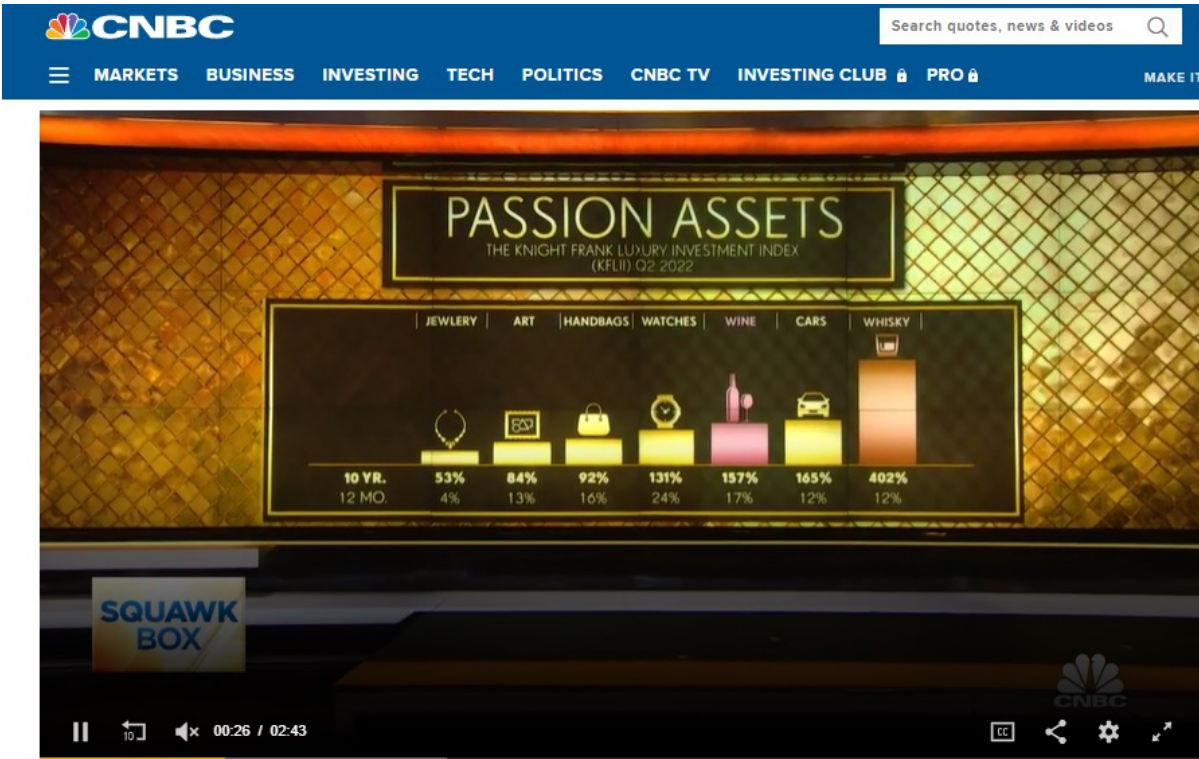 CNBC
Search quotes, news & videos
MARKETS BUSINESS INVESTING TECH POLITICS CNBC TV INVESTING CLUB PRO MAKE IT
PASSION ASSETS
THE KNIGHT FRANK LUXURY INVESTMENT INDEX
(KFLII) Q2 2022
JEWLERY ART HANDBAGS WATCHES WINE CARS WHISKY
10 YR. 53% 84% 92% 131% 157% 165% 402%
12 MO. 4% 13% 16% 24% 17% 12% 12%
SQUAWK
BOX
CNBC
10 00:26 / 02:43 CC